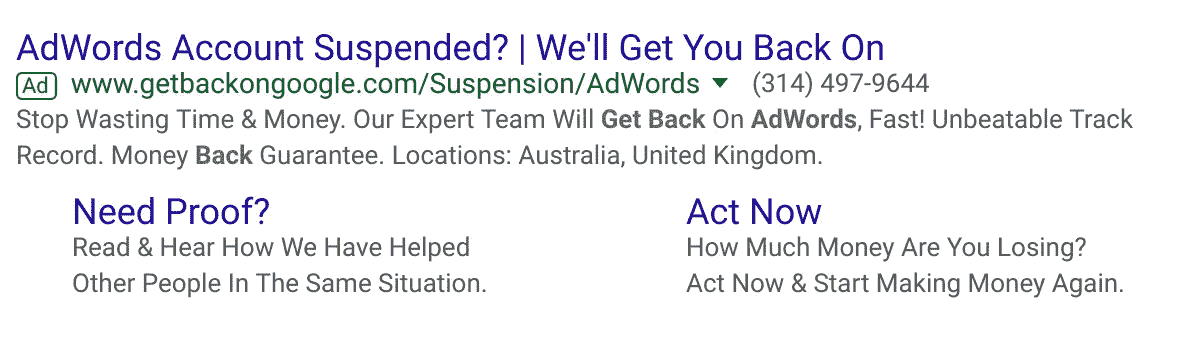 AdWords Account Suspended? | We'll Get You Back On
Ad www.getbackongoogle.com/Suspension/AdWords (314) 497-9644
Stop Wasting Time & Money. Our Expert Team Will Get Back On AdWords, Fast! Unbeatable Track
Record. Money Back Guarantee. Locations: Australia, United Kingdom.
Need Proof?
Read & Hear How We Have Helped
Other People In The Same Situation.
Act Now
How Much Money Are You Losing?
Act Now & Start Making Money Again.